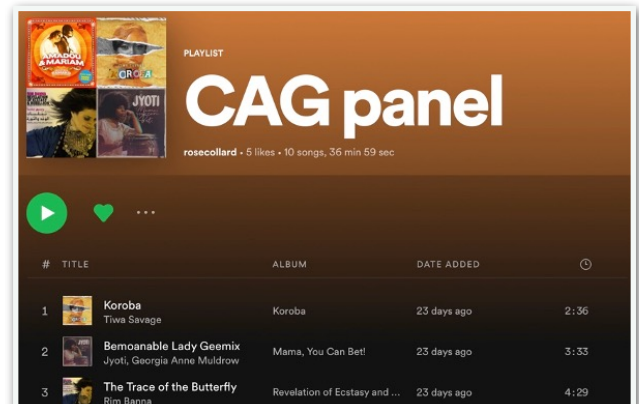 PLAYLIST
CAG panel
rosecollard • 5 likes • 10 songs, 36 min 59 sec
AMADOU
& MARIAM
JYOTI
# TITLE ALBUM DATE ADDED
1 Koroba Koroba 23 days ago 2:36
Tiwa Savage
2 Bemoanable Lady Geemix Mama, You Can Bet! 23 days ago 3:33
Jyoti, Georgia Anne Muldrow
3 The Trace of the Butterfly Revelation of Ecstasy and ... 23 days ago 4:29
Rim Banna